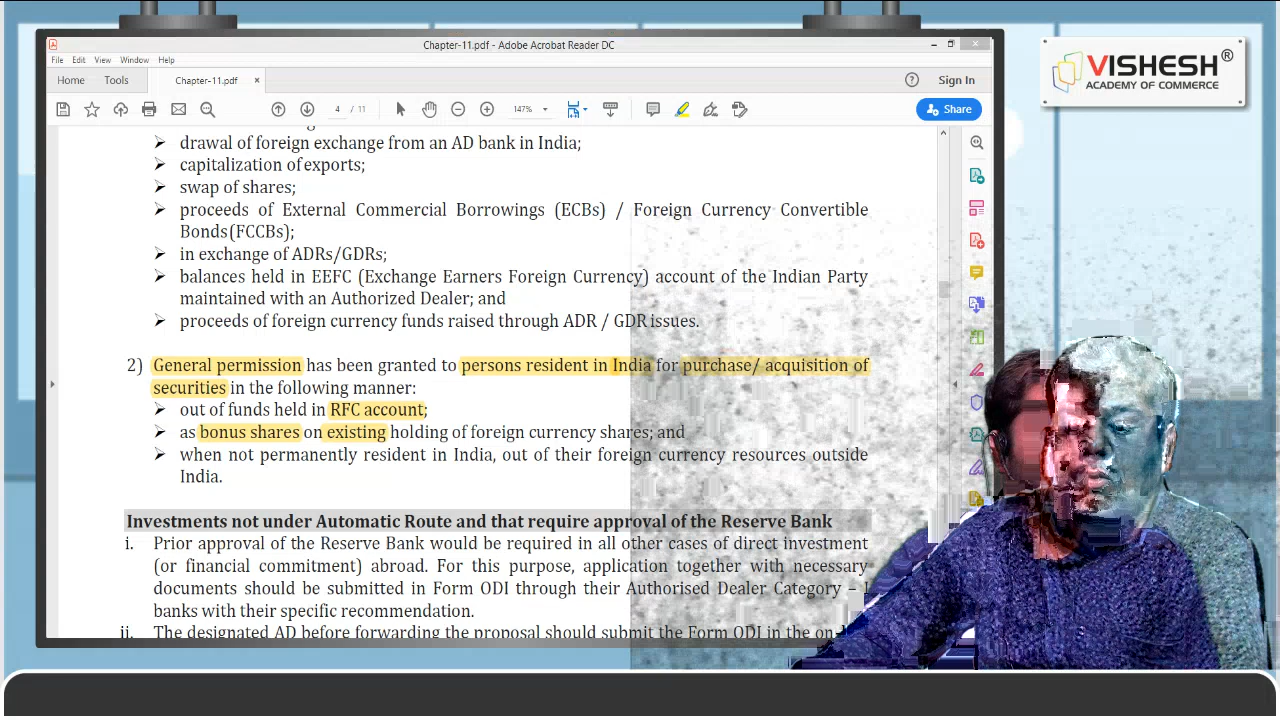 Chapter-11.pdf - Adobe Acrobat Reader DC
File Edit View Window Help
Home Tools Chapter-11.pdf × Sign In
4 / 11 147% Share
VISHESH®
ACADEMY OF COMMERCE
➢ drawal of foreign exchange from an AD bank in India;
➢ capitalization of exports;
➢ swap of shares;
➢ proceeds of External Commercial Borrowings (ECBs) / Foreign Currency Convertible
Bonds(FCCBs);
➢ in exchange of ADRs/GDRs;
➢ balances held in EEFC (Exchange Earners Foreign Currency) account of the Indian Party
maintained with an Authorized Dealer; and
➢ proceeds of foreign currency funds raised through ADR / GDR issues.
2) General permission has been granted to persons resident in India for purchase/ acquisition of
securities in the following manner:
➢ out of funds held in RFC account;
➢ as bonus shares on existing holding of foreign currency shares; and
➢ when not permanently resident in India, out of their foreign currency resources outside
India.
Investments not under Automatic Route and that require approval of the Reserve Bank
i. Prior approval of the Reserve Bank would be required in all other cases of direct investment
(or financial commitment) abroad. For this purpose, application together with necessary
documents should be submitted in Form ODI through their Authorised Dealer Category – I
banks with their specific recommendation.
ii. The designated AD before forwarding the proposal should submit the Form ODI in the